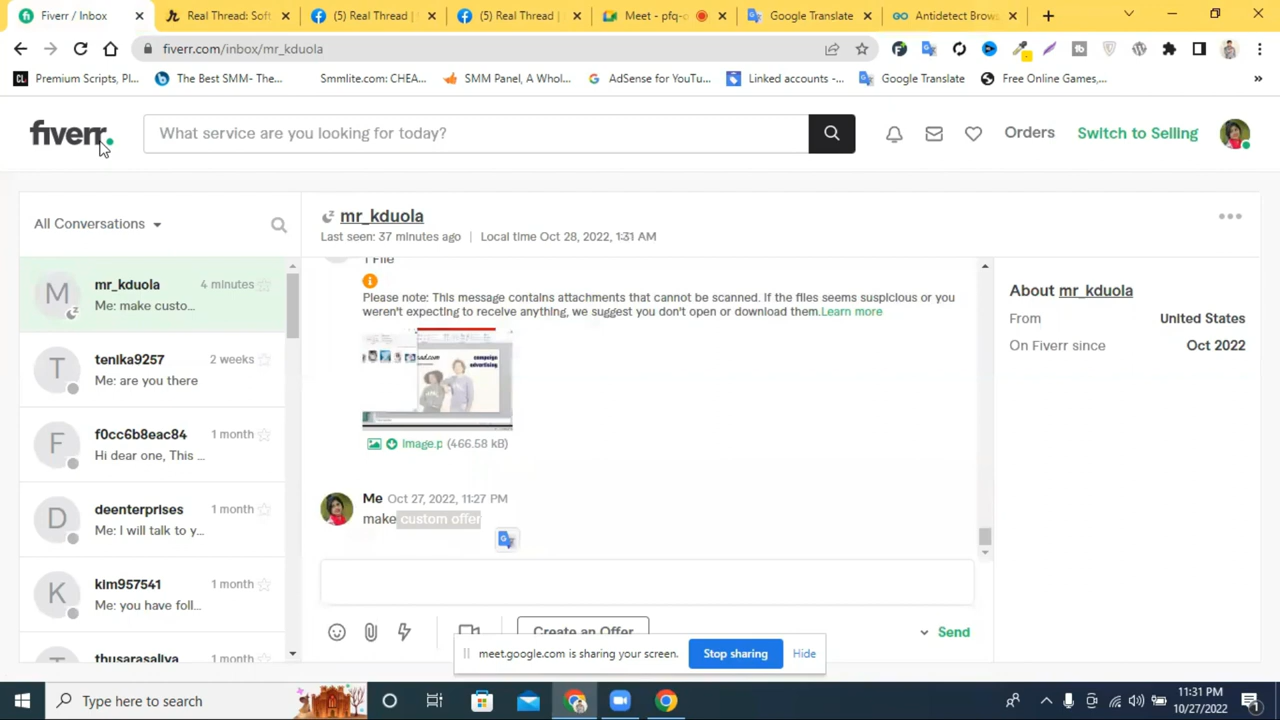 Fiverr / Inbox
Real Thread: Soft
(5) Real Thread |
(5) Real Thread |
Meet - pfq-
Google Translate
Antidetect Brows
fiverr.com/inbox/mr_kduola
Premium Scripts, Pl...
The Best SMM- The...
Smmlite.com: CHEA...
SMM Panel, A Whol...
AdSense for YouTu...
Linked accounts -...
Google Translate
Free Online Games,...
fiverr.
What service are you looking for today?
Orders
Switch to Selling
All Conversations
mr_kduola
Last seen: 37 minutes ago | Local time Oct 28, 2022, 1:31 AM
M
mr_kduola
4 minutes
Me: make custo...
T
tenika9257
2 weeks
Me: are you there
F
f0cc6b8eac84
1 month
Hi dear one, This ...
D
deenterprises
1 month
Me: I will talk to y...
K
klm957541
1 month
Me: you have foll...
thusarasaliya
1 month
1 File
Please note: This message contains attachments that cannot be scanned. If the files seems suspicious or you
weren't expecting to receive anything, we suggest you don't open or download them.Learn more
campaign
advertising
Image.p (466.58 kB)
Me Oct 27, 2022, 11:27 PM
make custom offer
Create an Offer
Send
About mr_kduola
From United States
On Fiverr since Oct 2022
meet.google.com is sharing your screen.
Stop sharing
Hide
Type here to search
11:31 PM
10/27/2022